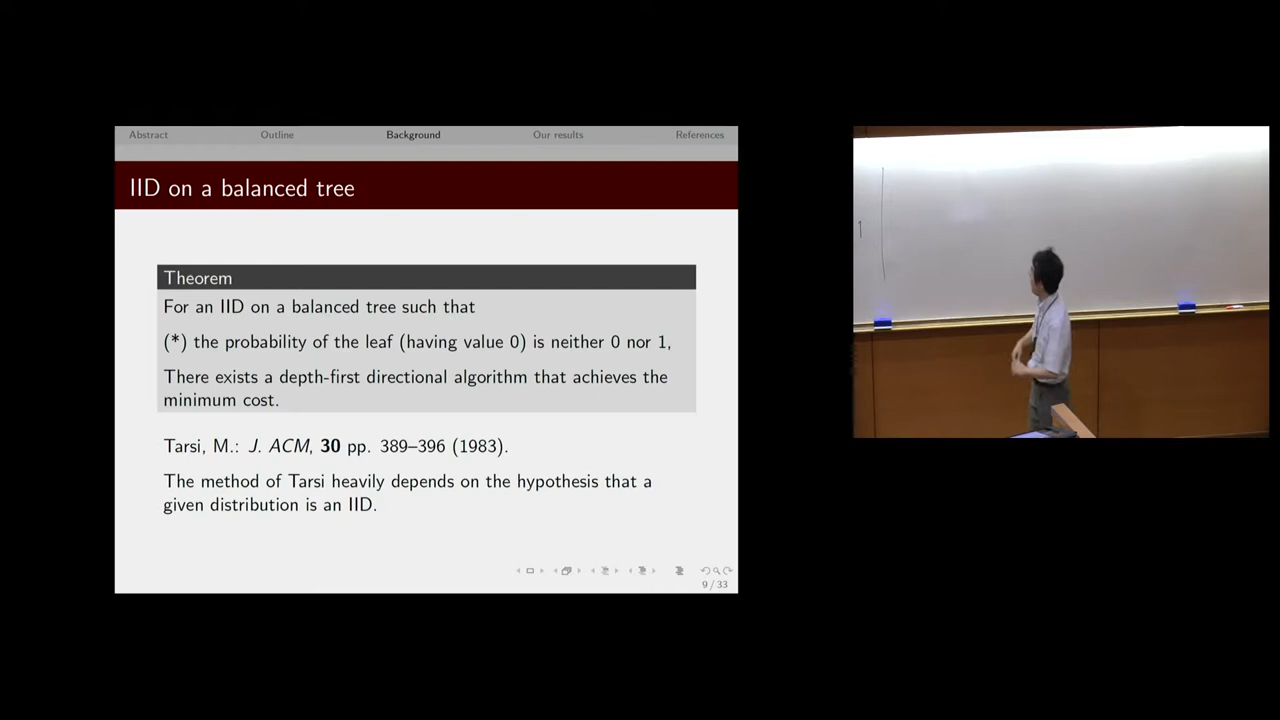 Abstract Outline Background Our results References
IID on a balanced tree
Theorem
For an IID on a balanced tree such that
(*) the probability of the leaf (having value 0) is neither 0 nor 1,
There exists a depth-first directional algorithm that achieves the
minimum cost.
Tarsi, M.: J. ACM, 30 pp. 389–396 (1983).
The method of Tarsi heavily depends on the hypothesis that a
given distribution is an IID.
9 / 33